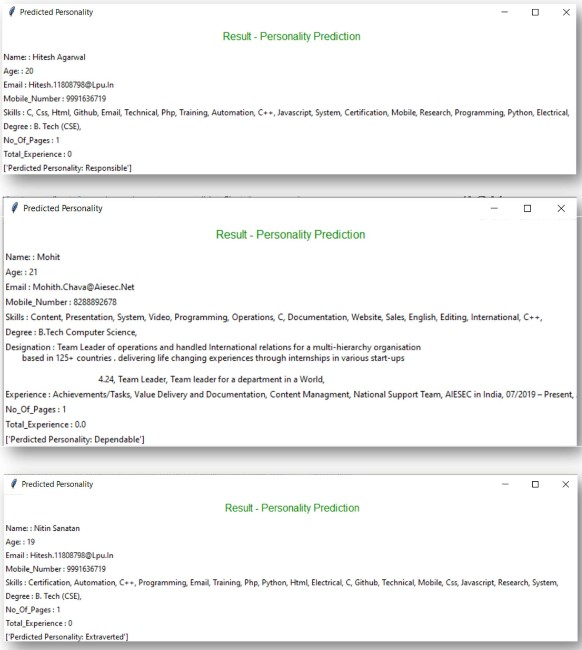 Predicted Personality
Result - Personality Prediction
Name: : Hitesh Agarwal
Age: : 20
Email : Hitesh.11808798@Lpu.In
Mobile_Number : 9991636719
Skills : C, Css, Html, Github, Email, Technical, Php, Training, Automation, C++, Javascript, System, Certification, Mobile, Research, Programming, Python, Electrical,
Degree : B. Tech (CSE),
No_Of_Pages : 1
Total_Experience : 0
['Perdicted Personality: Responsible']
Predicted Personality
Result - Personality Prediction
Name: : Mohit
Age: : 21
Email : Mohith.Chava@Aiesec.Net
Mobile_Number : 8288892678
Skills : Content, Presentation, System, Video, Programming, Operations, C, Documentation, Website, Sales, English, Editing, International, C++,
Degree : B.Tech Computer Science,
Designation : Team Leader of operations and handled International relations for a multi-hierarchy organisation
based in 125+ countries . delivering life changing experiences through internships in various start-ups
4.24, Team Leader, Team leader for a department in a World,
Experience : Achievements/Tasks, Value Delivery and Documentation, Content Managment, National Support Team, AIESEC in India, 07/2019 – Present, .
No_Of_Pages : 1
Total_Experience : 0.0
['Perdicted Personality: Dependable']
Predicted Personality
Result - Personality Prediction
Name: : Nitin Sanatan
Age: : 19
Email : Hitesh.11808798@Lpu.In
Mobile_Number : 9991636719
Skills : Certification, Automation, C++, Programming, Email, Training, Php, Python, Html, Electrical, C, Github, Technical, Mobile, Css, Javascript, Research, System,
Degree : B. Tech (CSE),
No_Of_Pages : 1
Total_Experience : 0
['Perdicted Personality: Extraverted']